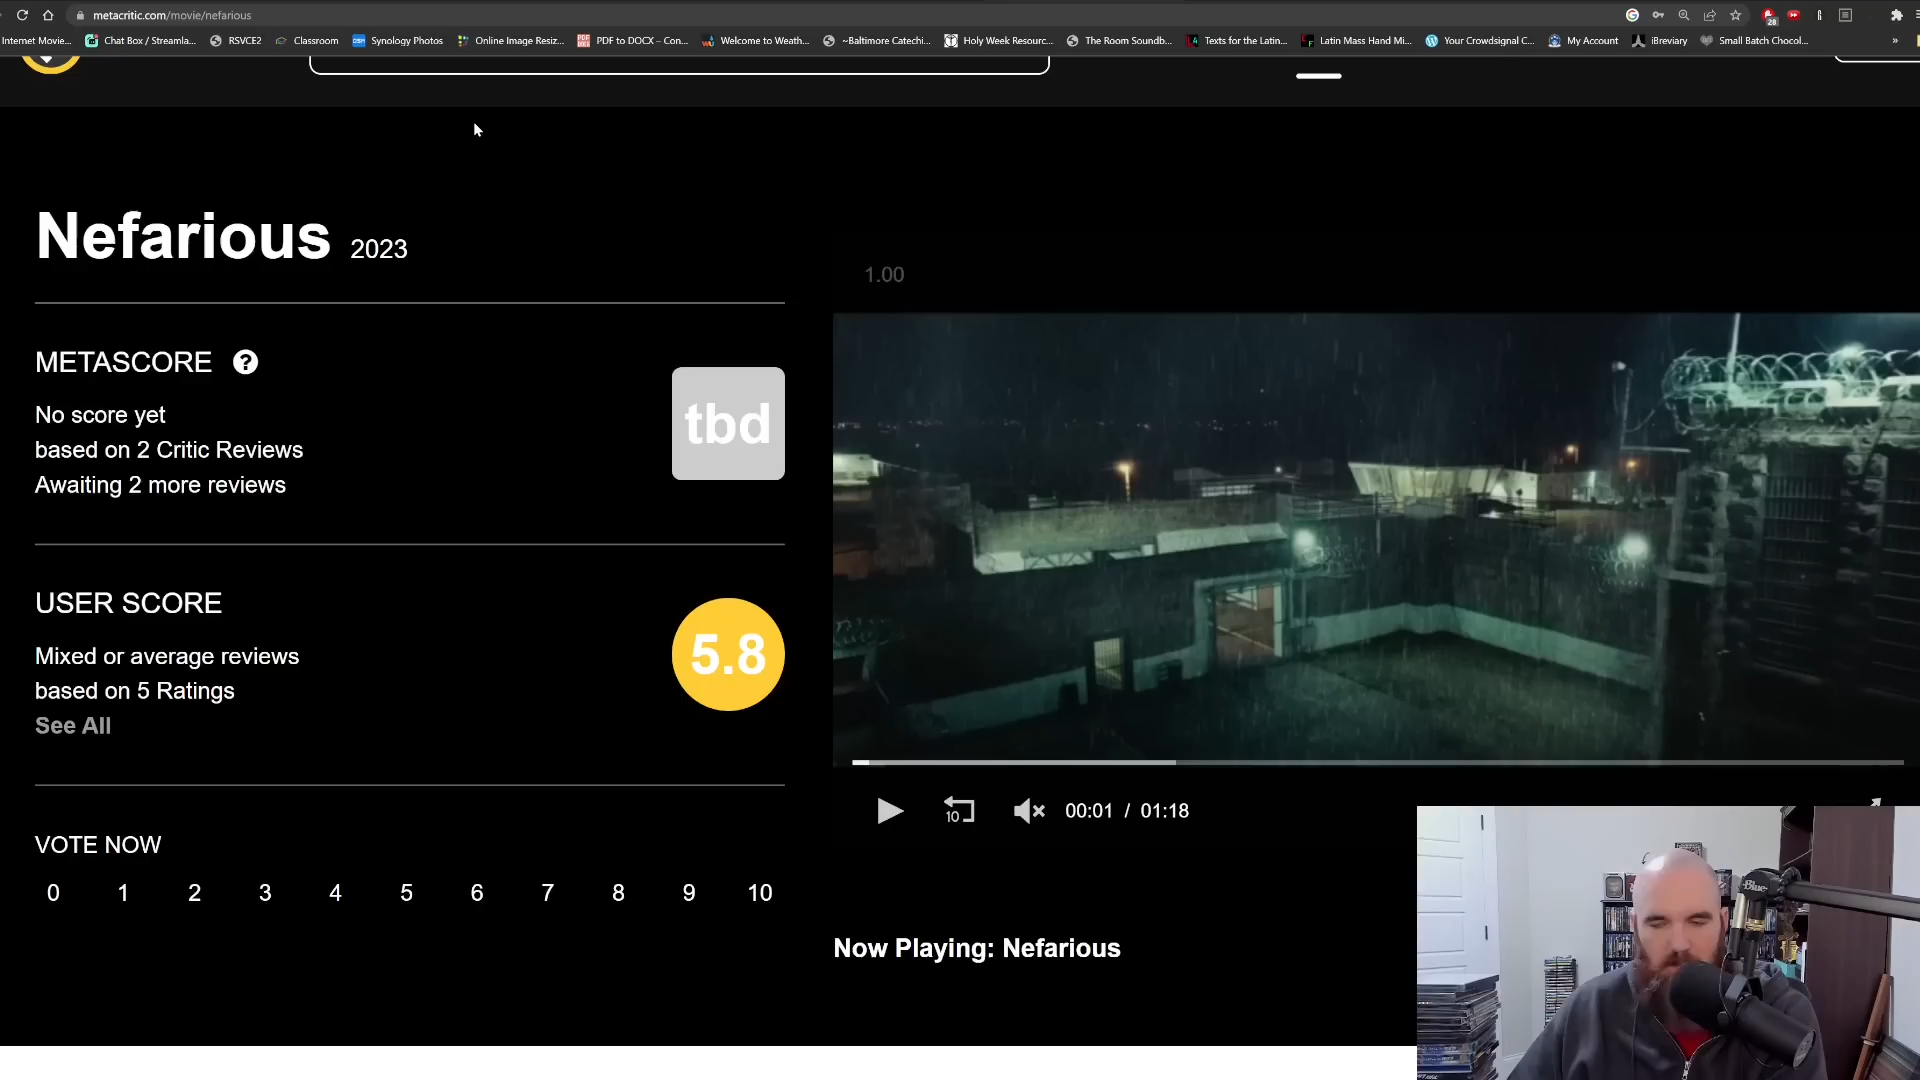 metacritic.com/movie/nefarious
28
Internet Movie...
Chat Box / Streamla...
RSVCE2
Classroom
Synology Photos
Online Image Resiz...
PDF to DOCX – Con...
Welcome to Weath...
~Baltimore Catechi...
Holy Week Resourc...
The Room Soundb...
Texts for the Latin...
Latin Mass Hand Mi...
Your Crowdsignal C...
My Account
iBreviary
Small Batch Chocol...
»
Nefarious 2023
1.00
METASCORE ?
No score yet
based on 2 Critic Reviews
Awaiting 2 more reviews
tbd
USER SCORE
Mixed or average reviews
based on 5 Ratings
See All
5.8
10
00:01 / 01:18
VOTE NOW
0 1 2 3 4 5 6 7 8 9 10
Now Playing: Nefarious
Blue